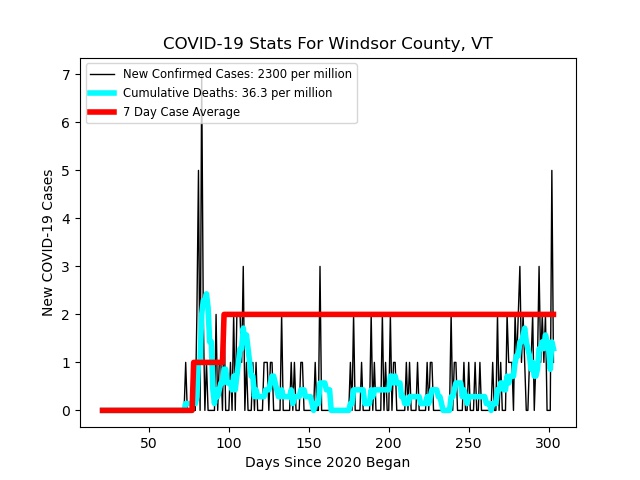 COVID-19 Stats For Windsor County, VT
New Confirmed Cases: 2300 per million
Cumulative Deaths: 36.3 per million
7 Day Case Average
New COVID-19 Cases
7
6
5
4
3
2
1
0
50 100 150 200 250 300
Days Since 2020 Began